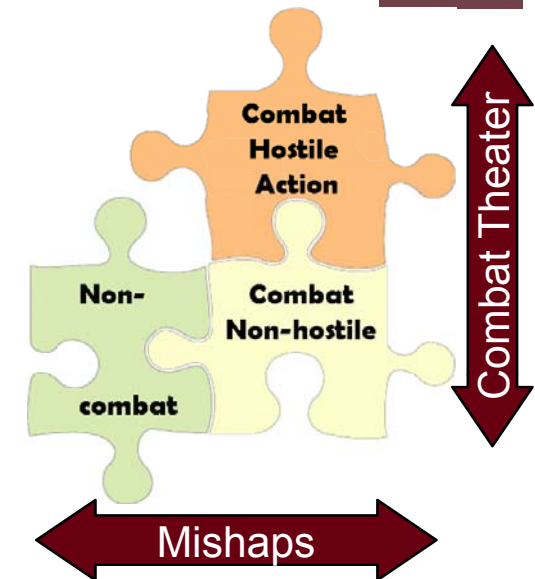 Combat
Hostile
Action
Combat Theater
Non-
combat
Combat
Non-hostile
Mishaps